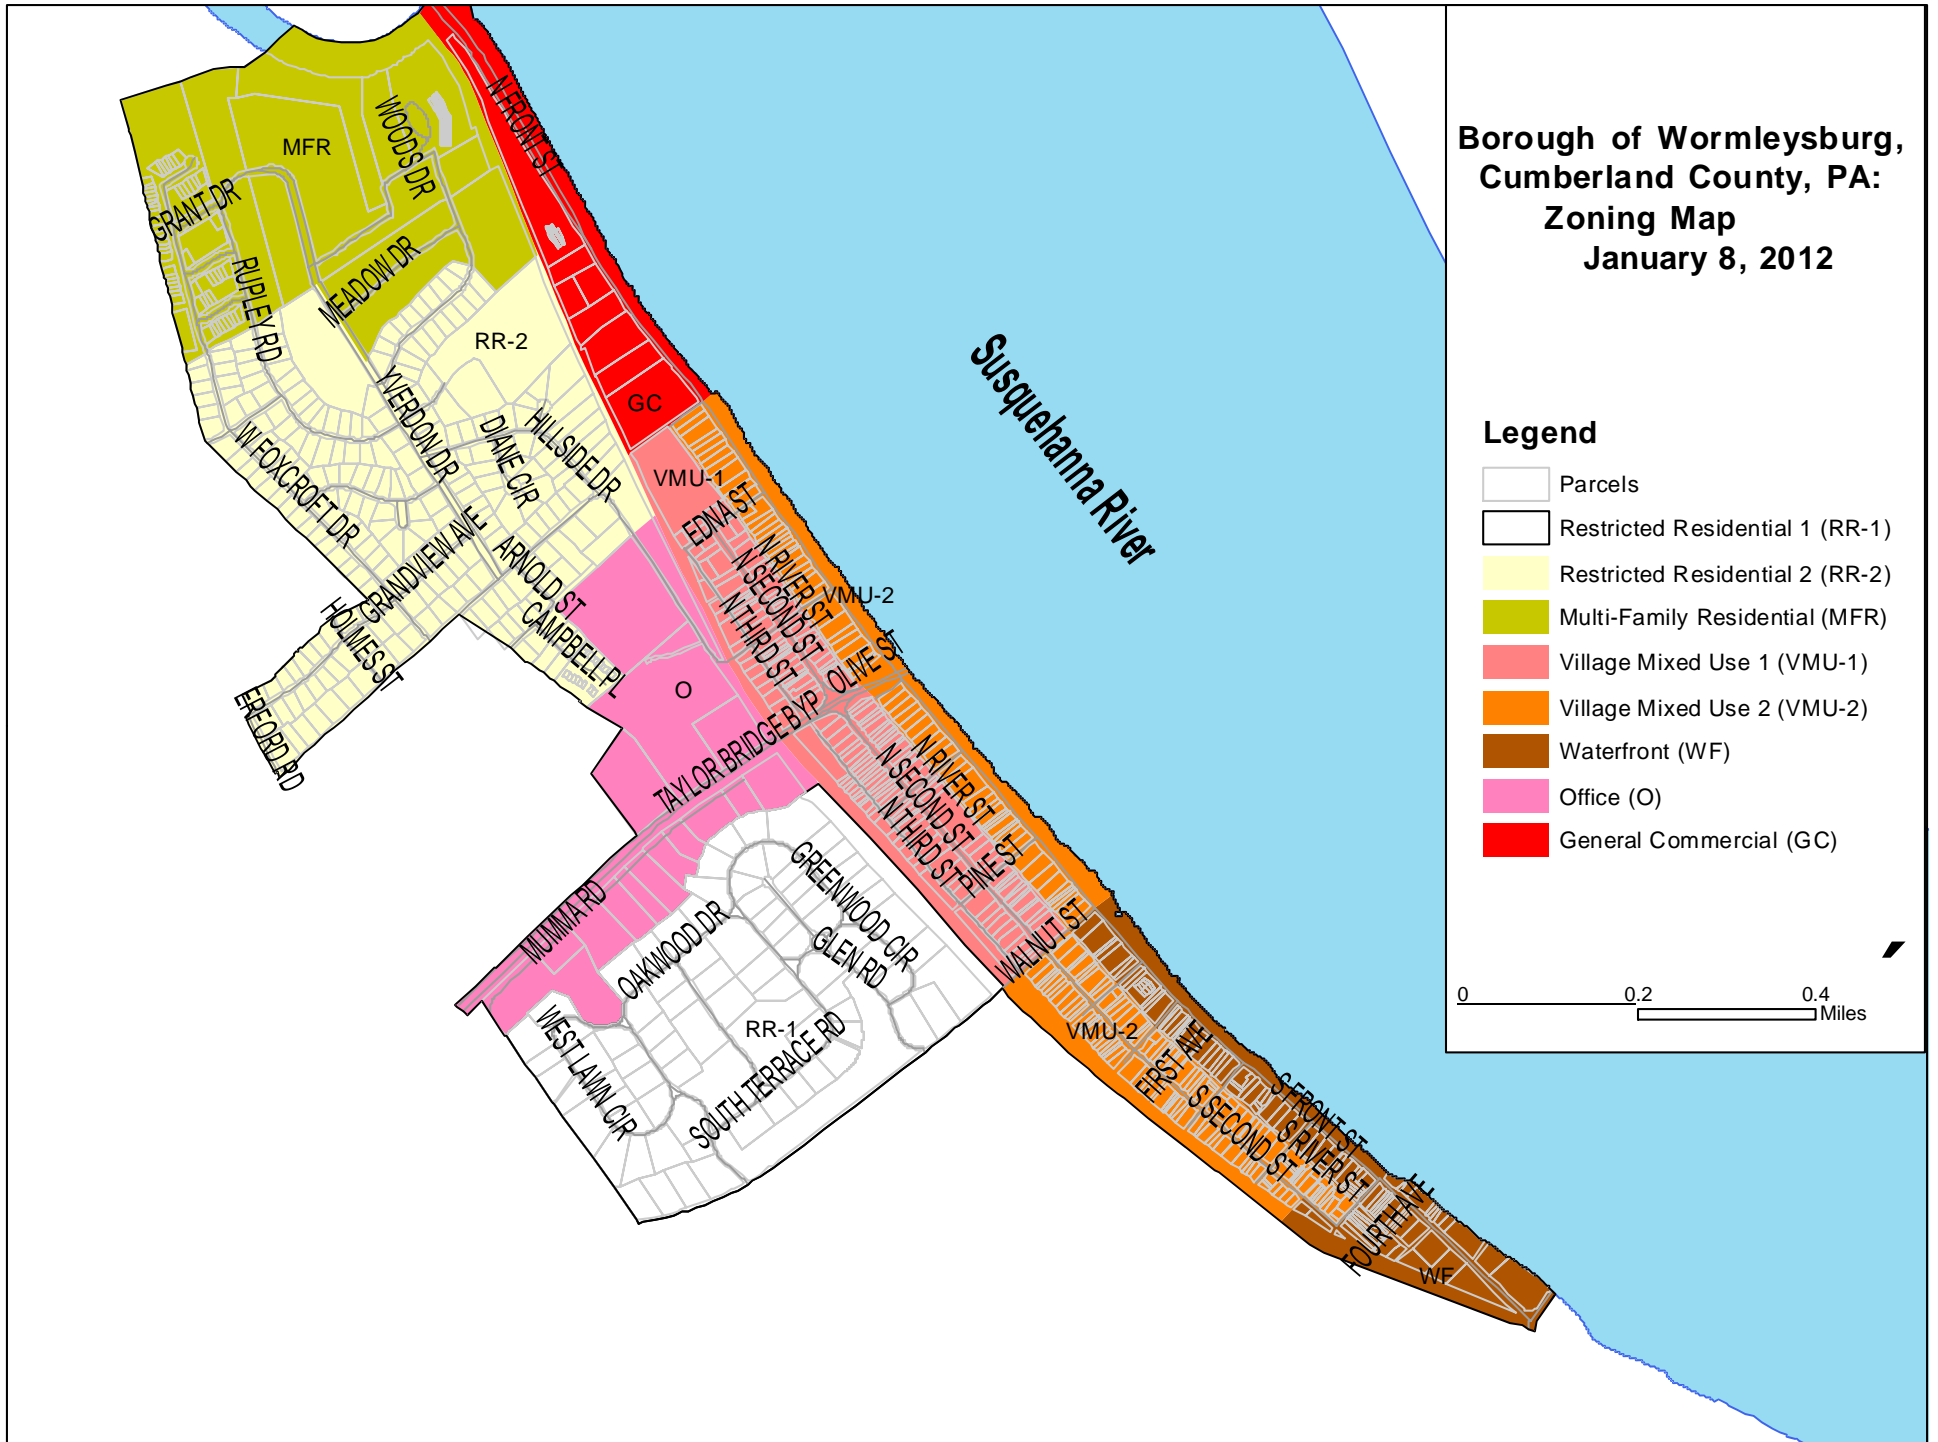 Borough of Wormleysburg,
Cumberland County, PA:
Zoning Map
January 8, 2012
Legend
Parcels
Restricted Residential 1 (RR-1)
Restricted Residential 2 (RR-2)
Multi-Family Residential (MFR)
Village Mixed Use 1 (VMU-1)
Village Mixed Use 2 (VMU-2)
Waterfront (WF)
Office (O)
General Commercial (GC)
0 0.2 0.4
Miles
Susquehanna River
N FRONT ST
WOODS DR
MFR
GRANT DR
MEADOW DR
RUPLEY RD
RR-2
GC
YVERDON DR
DIANE CIR
HILLSIDE DR
W FOXCROFT DR
VMU-1
EDNA ST
GRANDVIEW AVE
ARNOLD ST
N RIVER ST
N SECOND ST
N THIRD ST
VMU-2
HOLMES ST
CAMPBELL PL
OLIVE ST
O
ERFORD RD
TAYLOR BRIDGE BYP
N RIVER ST
N SECOND ST
N THIRD ST
PINE ST
GREENWOOD CIR
MUMMA RD
OAKWOOD DR
GLEN RD
WALNUT ST
RR-1
WEST LAWN CIR
SOUTH TERRACE RD
VMU-2
FIRST AVE
S FRONT ST
S SECOND ST
S RIVER ST
FOURTH AVE
WF